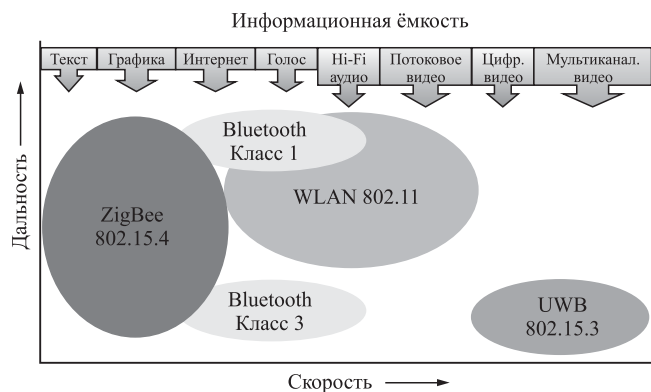 Информационная ёмкость
Текст
Графика
Интернет
Голос
Hi-Fi
аудио
Потоковое
видео
Цифр.
видео
Мультиканал.
видео
Дальность
Bluetooth
Класс 1
ZigBee
802.15.4
WLAN 802.11
Bluetooth
Класс 3
UWB
802.15.3
Скорость